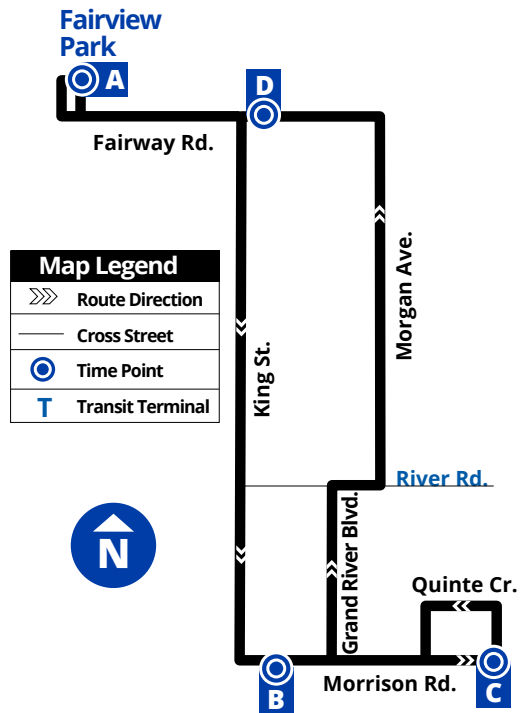 Fairview
Park
A
D
Fairway Rd.
Morgan Ave.
Map Legend
Route Direction
Cross Street
Time Point
T Transit Terminal
King St.
River Rd.
N
Grand River Blvd.
Quinte Cr.
B
Morrison Rd.
C